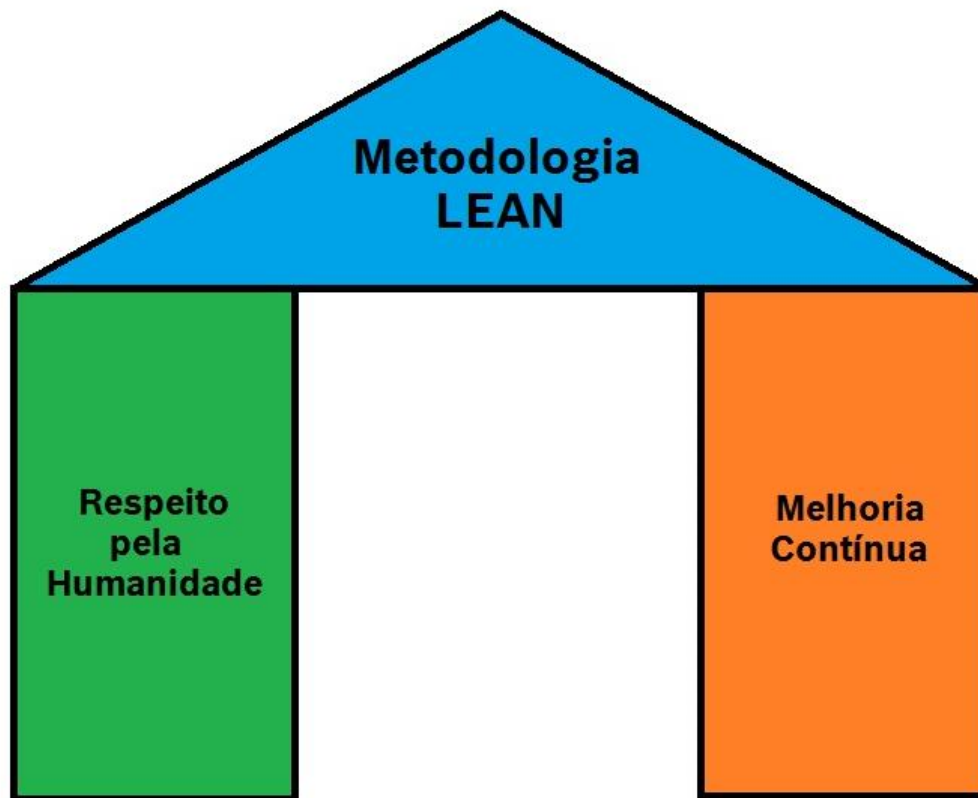 Metodologia
LEAN
Respeito
pela
Humanidade
Melhoria
Contínua